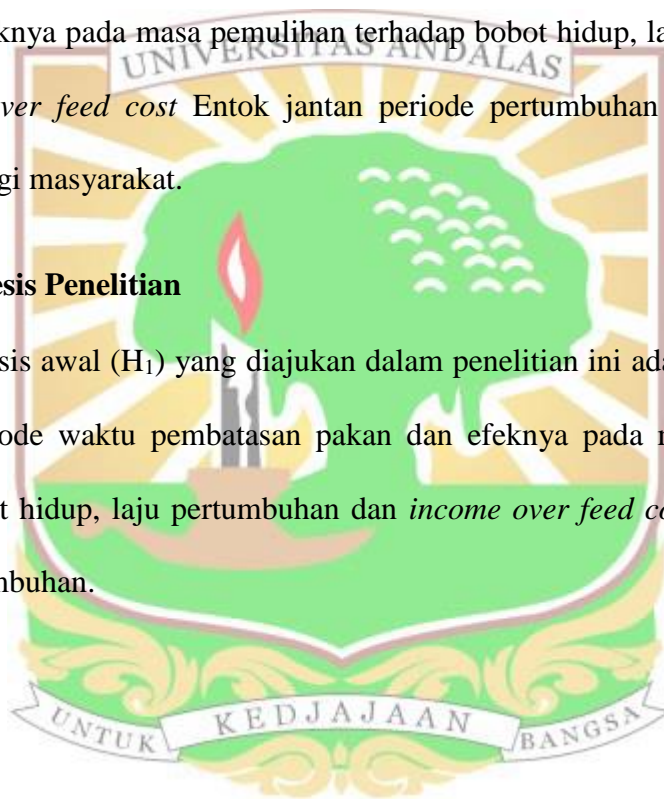 knya pada masa pemulihan terhadap bobot hidup, la
UNIVERSITAS ANDALAS
ver feed cost Entok jantan periode pertumbuhan
gi masyarakat.
esis Penelitian
sis awal (H₁) yang diajukan dalam penelitian ini ada
ode waktu pembatasan pakan dan efeknya pada
t hidup, laju pertumbuhan dan income over feed co
mbuhan.
UNTUK KEDJAJAAN BANGSA